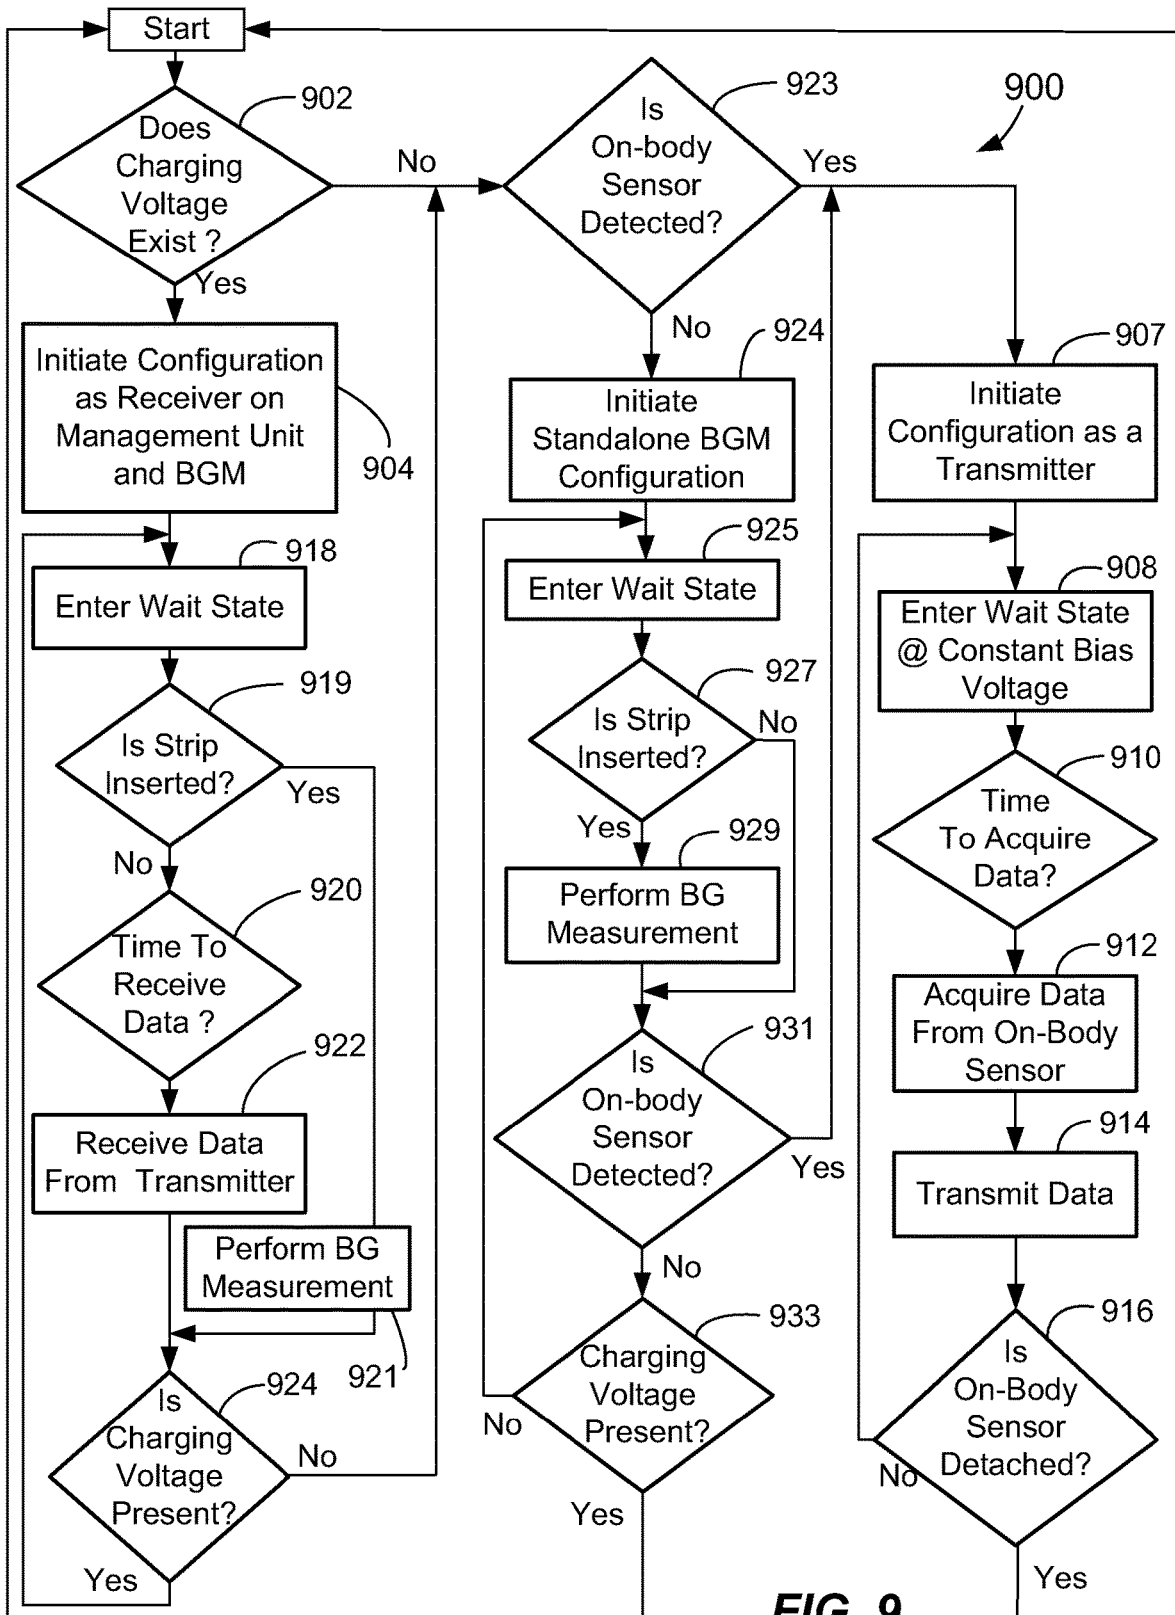 Start
902
Does
Charging
Voltage
Exist ?
No
Yes
Initiate Configuration
as Receiver on
Management Unit
and BGM
904
918
Enter Wait State
919
Is Strip
Inserted?
Yes
No
920
Time To
Receive
Data ?
922
Receive Data
From Transmitter
Perform BG
Measurement
921
924
Is
Charging
Voltage
Present?
No
Yes
923
Is
On-body
Sensor
Detected?
Yes
No
924
Initiate
Standalone BGM
Configuration
925
Enter Wait State
927
Is Strip
Inserted?
No
Yes
929
Perform BG
Measurement
931
Is
On-body
Sensor
Detected?
Yes
No
933
Charging
Voltage
Present?
No
Yes
900
907
Initiate
Configuration as a
Transmitter
908
Enter Wait State
@ Constant Bias
Voltage
910
Time
To Acquire
Data?
912
Acquire Data
From On-Body
Sensor
914
Transmit Data
916
Is
On-Body
Sensor
Detached?
No
Yes
FIG. 9